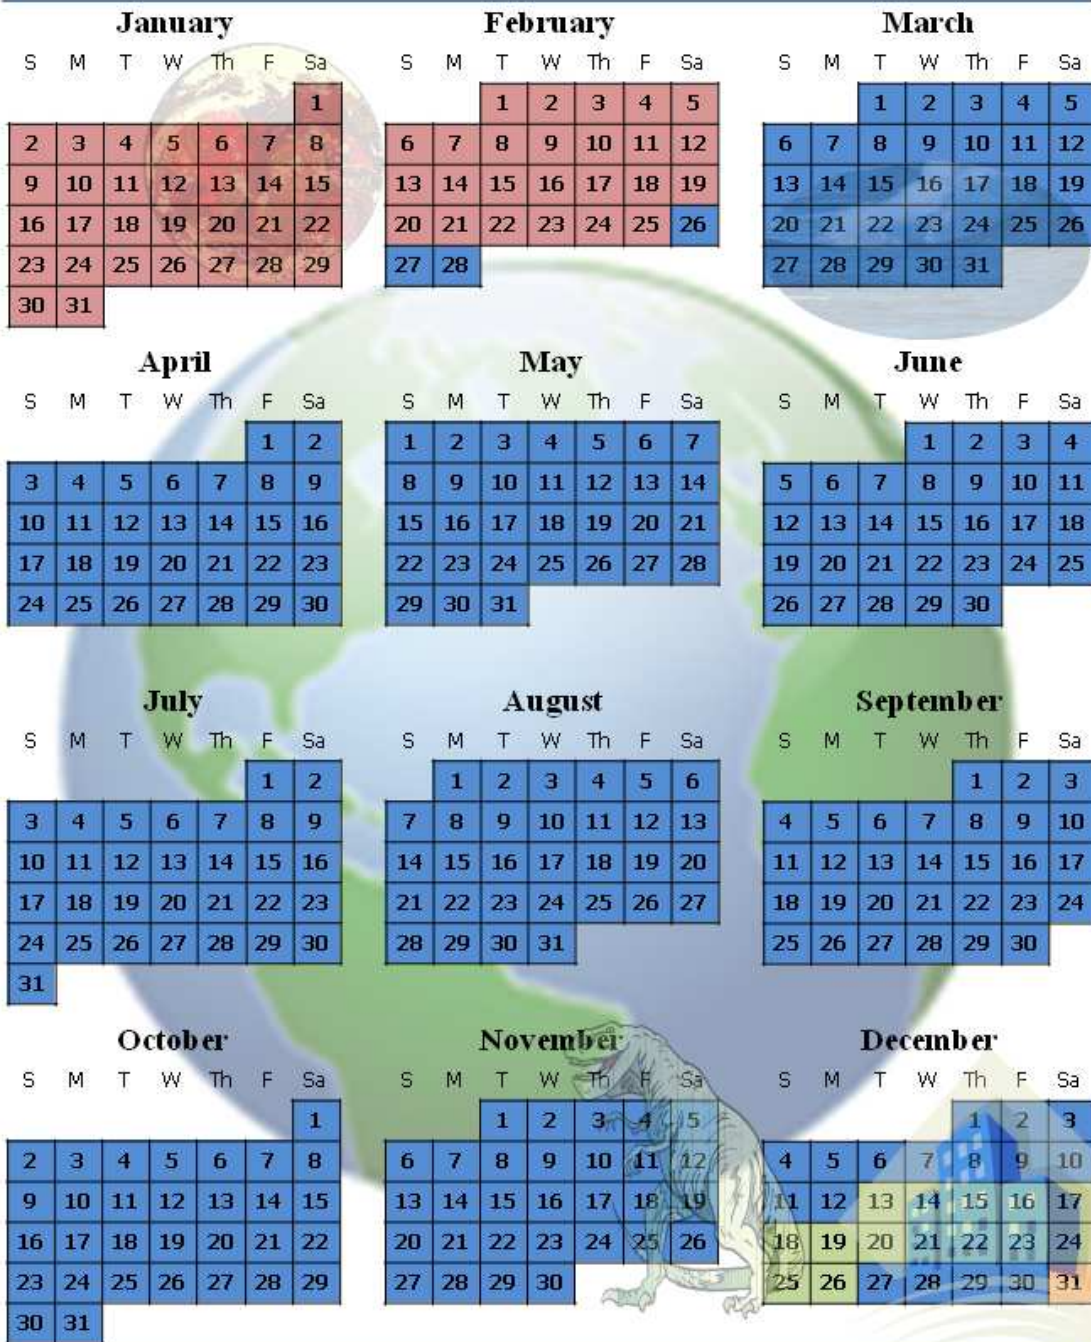 January February March
S M T W Th F Sa S M T W Th F Sa S M T W Th F Sa
1 1 2 3 4 5 1 2 3 4 5
2 3 4 5 6 7 8 6 7 8 9 10 11 12 6 7 8 9 10 11 12
9 10 11 12 13 14 15 13 14 15 16 17 18 19 13 14 15 16 17 18 19
16 17 18 19 20 21 22 20 21 22 23 24 25 26 20 21 22 23 24 25 26
23 24 25 26 27 28 29 27 28 27 28 29 30 31
30 31
April May June
S M T W Th F Sa S M T W Th F Sa S M T W Th F Sa
1 2 1 2 3 4 5 6 7 1 2 3 4
3 4 5 6 7 8 9 8 9 10 11 12 13 14 5 6 7 8 9 10 11
10 11 12 13 14 15 16 15 16 17 18 19 20 21 12 13 14 15 16 17 18
17 18 19 20 21 22 23 22 23 24 25 26 27 28 19 20 21 22 23 24 25
24 25 26 27 28 29 30 29 30 31 26 27 28 29 30
July August September
S M T W Th F Sa S M T W Th F Sa S M T W Th F Sa
1 2 1 2 3 4 5 6 1 2 3
3 4 5 6 7 8 9 7 8 9 10 11 12 13 4 5 6 7 8 9 10
10 11 12 13 14 15 16 14 15 16 17 18 19 20 11 12 13 14 15 16 17
17 18 19 20 21 22 23 21 22 23 24 25 26 27 18 19 20 21 22 23 24
24 25 26 27 28 29 30 28 29 30 31 25 26 27 28 29 30
31
October November December
S M T W Th F Sa S M T W Th F Sa S M T W Th F Sa
1 1 2 3 4 5 1 2 3
2 3 4 5 6 7 8 6 7 8 9 10 11 12 4 5 6 7 8 9 10
9 10 11 12 13 14 15 13 14 15 16 17 18 19 11 12 13 14 15 16 17
16 17 18 19 20 21 22 20 21 22 23 24 25 26 18 19 20 21 22 23 24
23 24 25 26 27 28 29 27 28 29 30 25 26 27 28 29 30 31
30 31